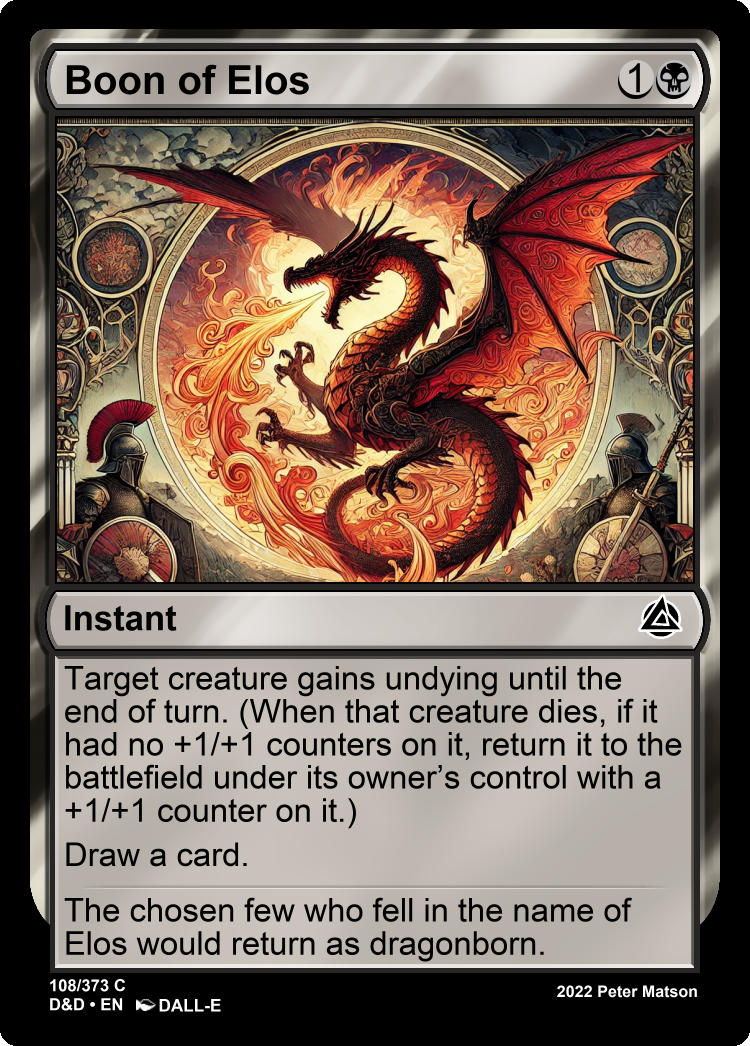 Boon of Elos 1
Instant
Target creature gains undying until the
end of turn. (When that creature dies, if it
had no +1/+1 counters on it, return it to the
battlefield under its owner’s control with a
+1/+1 counter on it.)
Draw a card.
The chosen few who fell in the name of
Elos would return as dragonborn.
108/373 C
D&D • EN DALL-E
2022 Peter Matson